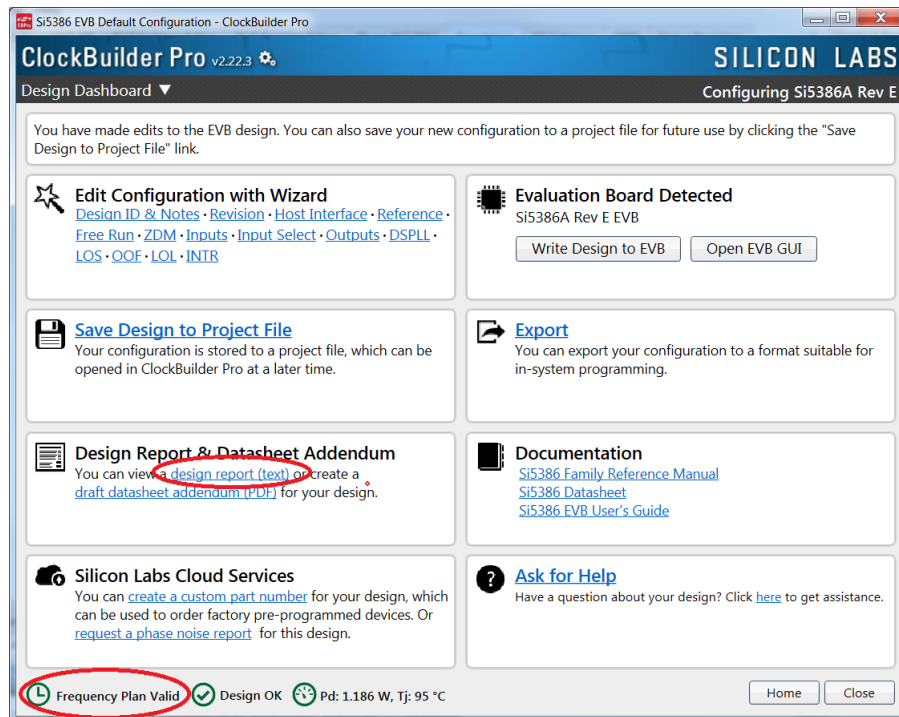 Si5386 EVB Default Configuration - ClockBuilder Pro
ClockBuilder Pro v2.22.3
SILICON LABS
Design Dashboard ▼
Configuring Si5386A Rev E
You have made edits to the EVB design. You can also save your new configuration to a project file for future use by clicking the "Save
Design to Project File" link.
Edit Configuration with Wizard
Design ID & Notes · Revision · Host Interface · Reference ·
Free Run · ZDM · Inputs · Input Select · Outputs · DSPLL ·
LOS · OOF · LOL · INTR
Evaluation Board Detected
Si5386A Rev E EVB
Write Design to EVB
Open EVB GUI
Save Design to Project File
Your configuration is stored to a project file, which can be
opened in ClockBuilder Pro at a later time.
Export
You can export your configuration to a format suitable for
in-system programming.
Design Report & Datasheet Addendum
You can view a design report (text) or create a
draft datasheet addendum (PDF) for your design.
Documentation
Si5386 Family Reference Manual
Si5386 Datasheet
Si5386 EVB User's Guide
Silicon Labs Cloud Services
You can create a custom part number for your design, which
can be used to order factory pre-programmed devices. Or
request a phase noise report for this design.
Ask for Help
Have a question about your design? Click here to get assistance.
Frequency Plan Valid
Design OK
Pd: 1.186 W, Tj: 95 °C
Home
Close